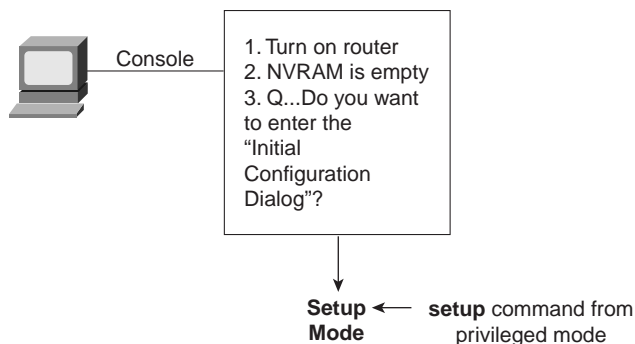 Console
1. Turn on router
2. NVRAM is empty
3. Q...Do you want
to enter the
“Initial
Configuration
Dialog”?
Setup
Mode
setup command from
privileged mode